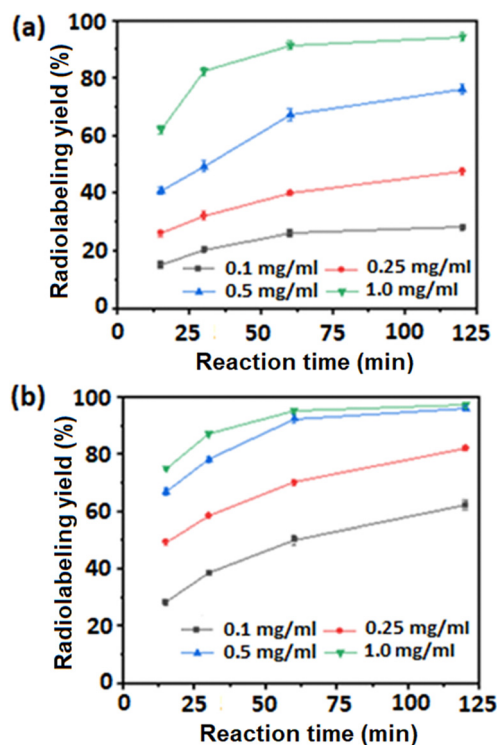 (a)
Radiolabeling yield (%)
100
80
60
40
20
0
0.1 mg/ml 0.25 mg/ml
0.5 mg/ml 1.0 mg/ml
0 25 50 75 100 125
Reaction time (min)
(b)
Radiolabeling yield (%)
100
80
60
40
20
0.1 mg/ml 0.25 mg/ml
0.5 mg/ml 1.0 mg/ml
0 25 50 75 100 125
Reaction time (min)